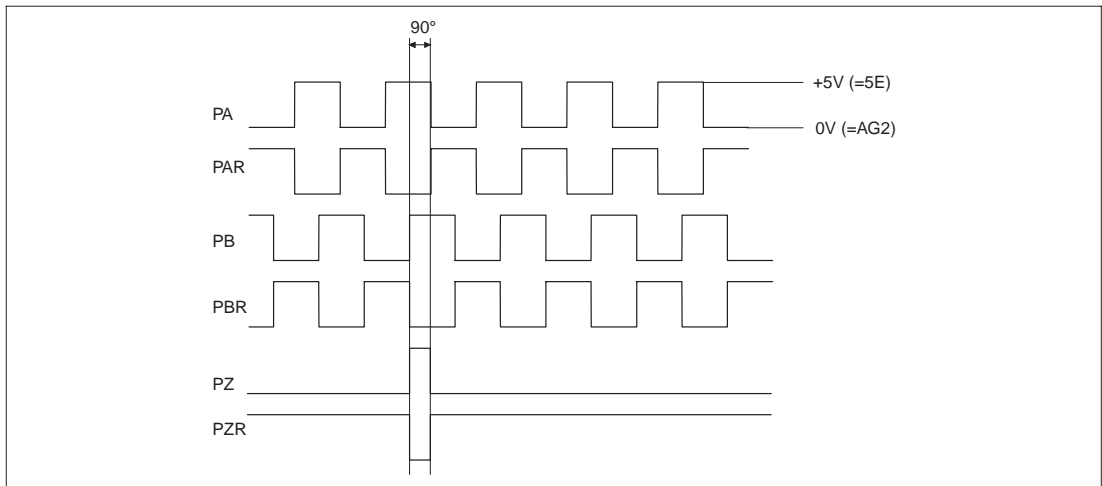 90°
+5V (=5E)
PA
0V (=AG2)
PAR
PB
PBR
PZ
PZR